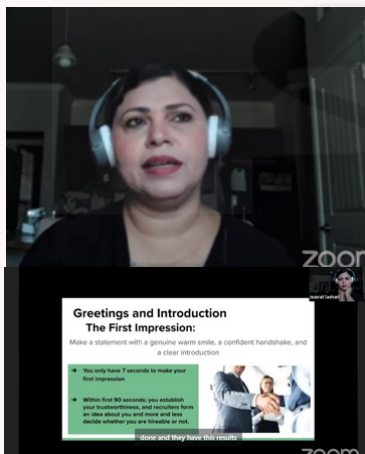 zoom
nusrat lashari
Greetings and Introduction
The First Impression:
Make a statement with a genuine warm smile, a confident handshake, and
a clear introduction
➔ You only have 7 seconds to make your
first impression
➔ Within first 90 seconds; you establish
your trustworthiness, and recruiters form
an idea about you and more and less
decide whether you are hireable or not.
done and they have this results
zoom